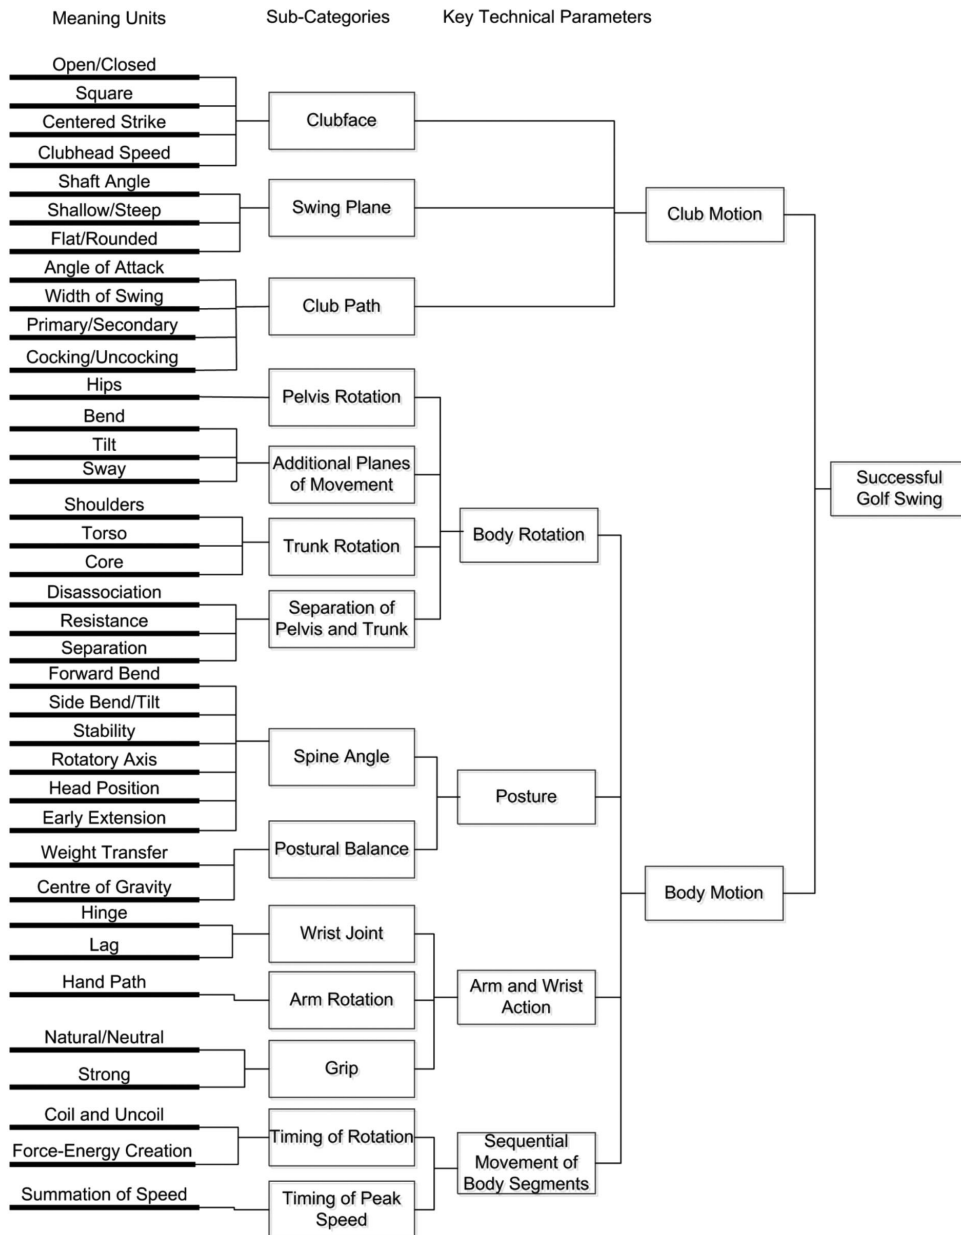 Meaning Units
Sub-Categories
Key Technical Parameters
Open/Closed
Square
Centered Strike
Clubhead Speed
Clubface
Shaft Angle
Shallow/Steep
Flat/Rounded
Swing Plane
Angle of Attack
Width of Swing
Primary/Secondary
Cocking/Uncocking
Club Path
Club Motion
Hips
Pelvis Rotation
Bend
Tilt
Sway
Additional Planes
of Movement
Shoulders
Torso
Core
Trunk Rotation
Disassociation
Resistance
Separation
Separation of
Pelvis and Trunk
Body Rotation
Forward Bend
Side Bend/Tilt
Stability
Rotatory Axis
Head Position
Early Extension
Spine Angle
Weight Transfer
Centre of Gravity
Postural Balance
Posture
Hinge
Lag
Wrist Joint
Hand Path
Arm Rotation
Natural/Neutral
Strong
Grip
Arm and Wrist
Action
Coil and Uncoil
Force-Energy Creation
Timing of Rotation
Summation of Speed
Timing of Peak
Speed
Sequential
Movement of
Body Segments
Body Motion
Successful
Golf Swing